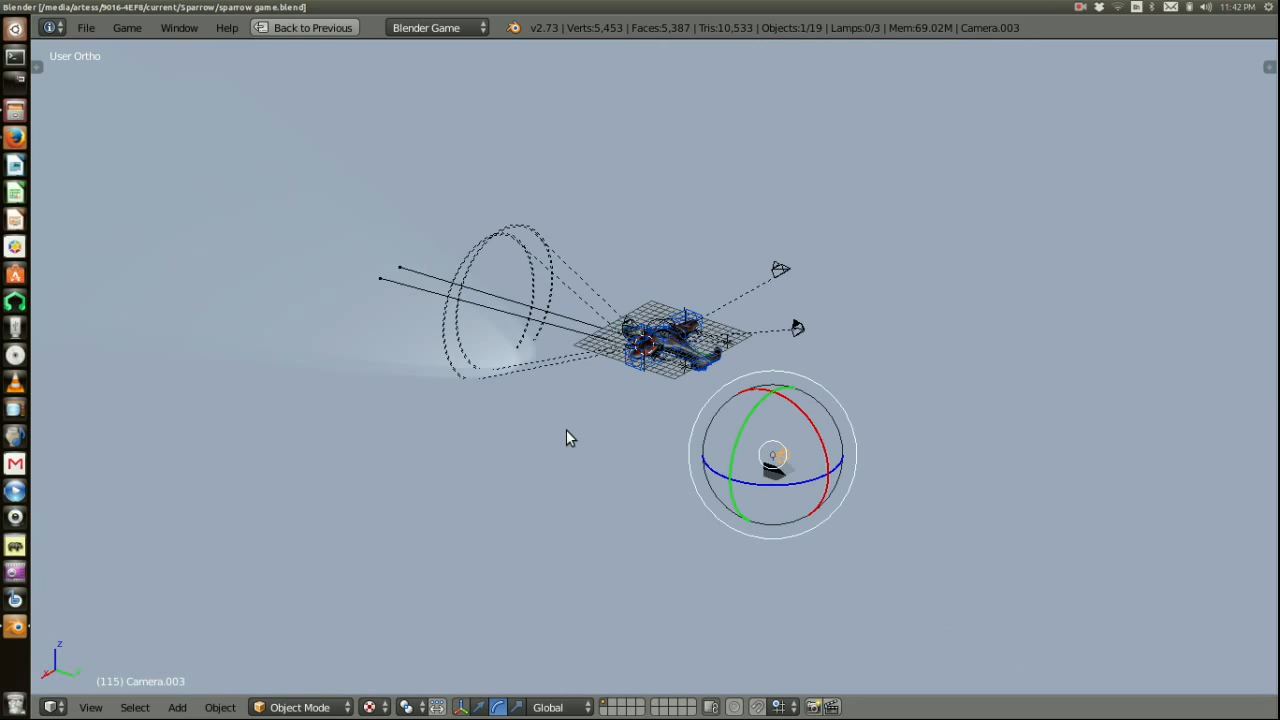 Blender [/media/artess/9016-4EF8/current/Sparrow/sparrow game.blend]
En
11:42 PM
File
Game
Window
Help
Back to Previous
Blender Game
v2.73 | Verts:5,453 | Faces:5,387 | Tris:10,533 | Objects:1/19 | Lamps:0/3 | Mem:69.02M | Camera.003
User Ortho
z
x
y
(115) Camera.003
View
Select
Add
Object
Object Mode
Global